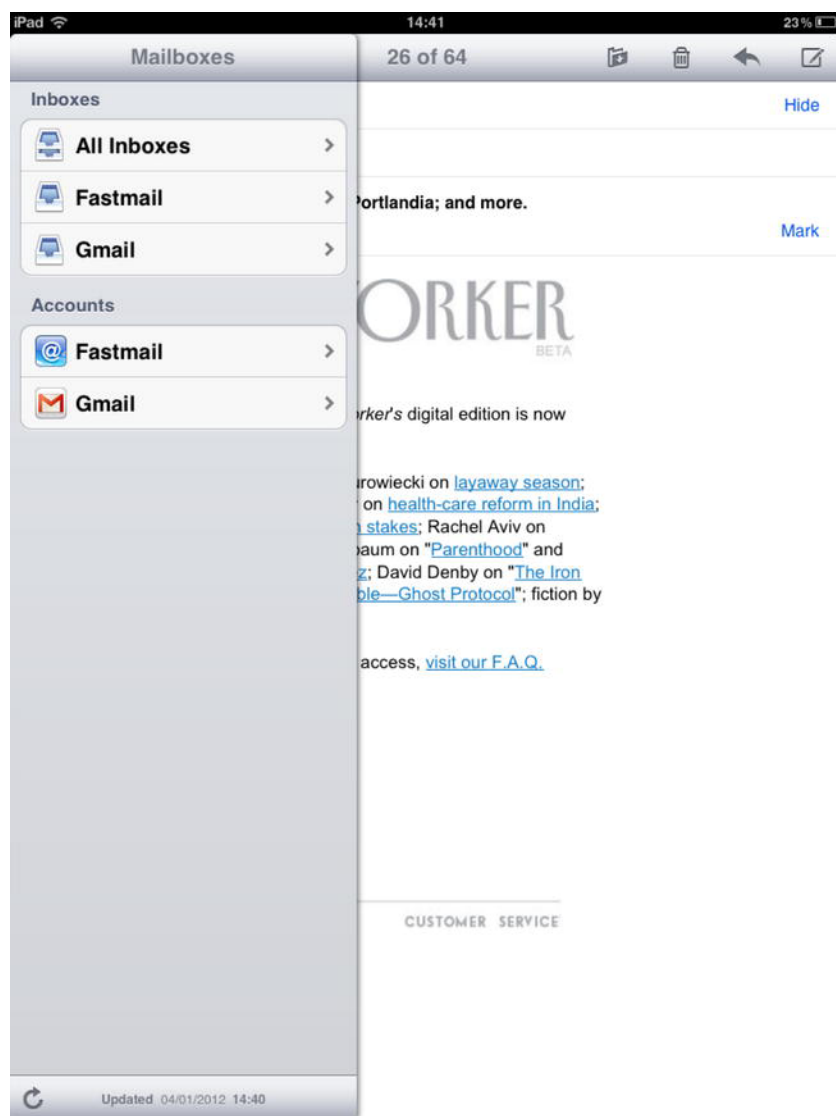 iPad 14:41 23%
Mailboxes
26 of 64
Inboxes
Hide
All Inboxes
Fastmail
Portlandia; and more.
Mark
Gmail
ORKER
BETA
Accounts
Fastmail
Gmail
rker's digital edition is now
urowiecki on layaway season;
on health-care reform in India;
stakes; Rachel Aviv on
baum on "Parenthood" and
z; David Denby on "The Iron
ble—Ghost Protocol"; fiction by
access, visit our F.A.Q.
CUSTOMER SERVICE
Updated 04/01/2012 14:40